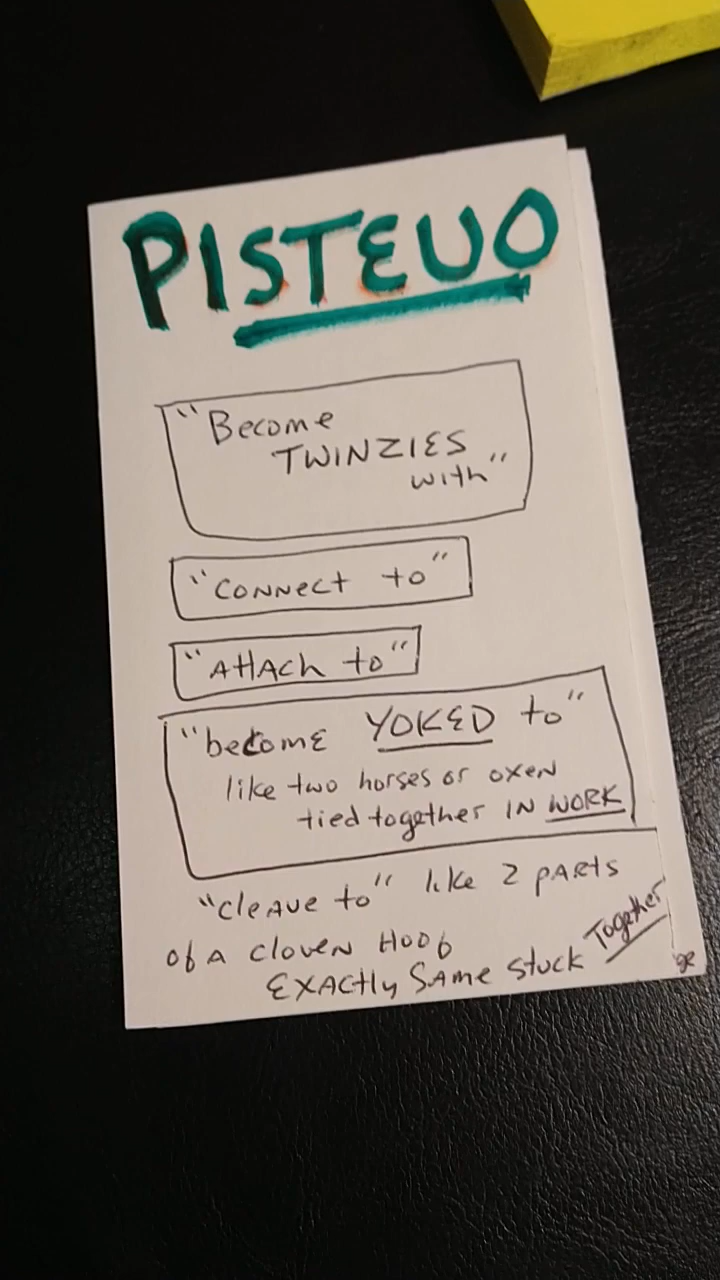 PISTEUO
"Become
TWINZIES
with"
"CONNect to"
"AttAch to"
"become YOKED to"
like two horses or oxen
tied together IN WORK
"cleAve to" like 2 pARts
of A cloven Hoof
EXActly SAme stuck Together